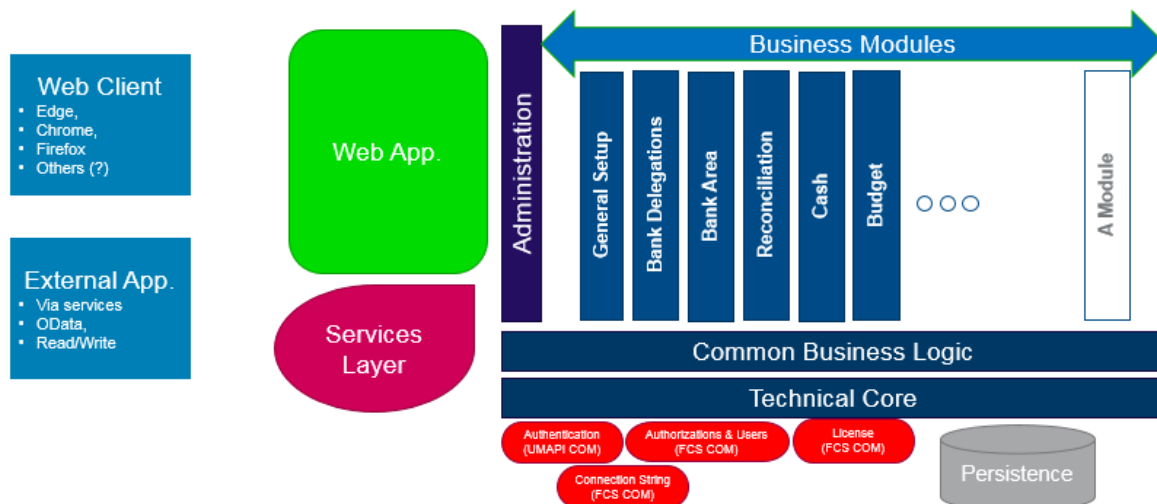 Web Client
• Edge,
• Chrome,
• Firefox
• Others (?)
External App.
• Via services
• OData,
• Read/Write
Web App.
Services
Layer
Administration
Business Modules
General Setup
Bank Delegations
Bank Area
Reconciliation
Cash
Budget
A Module
Common Business Logic
Technical Core
Authentication
(UMAPI COM)
Authorizations & Users
(FCS COM)
License
(FCS COM)
Connection String
(FCS COM)
Persistence